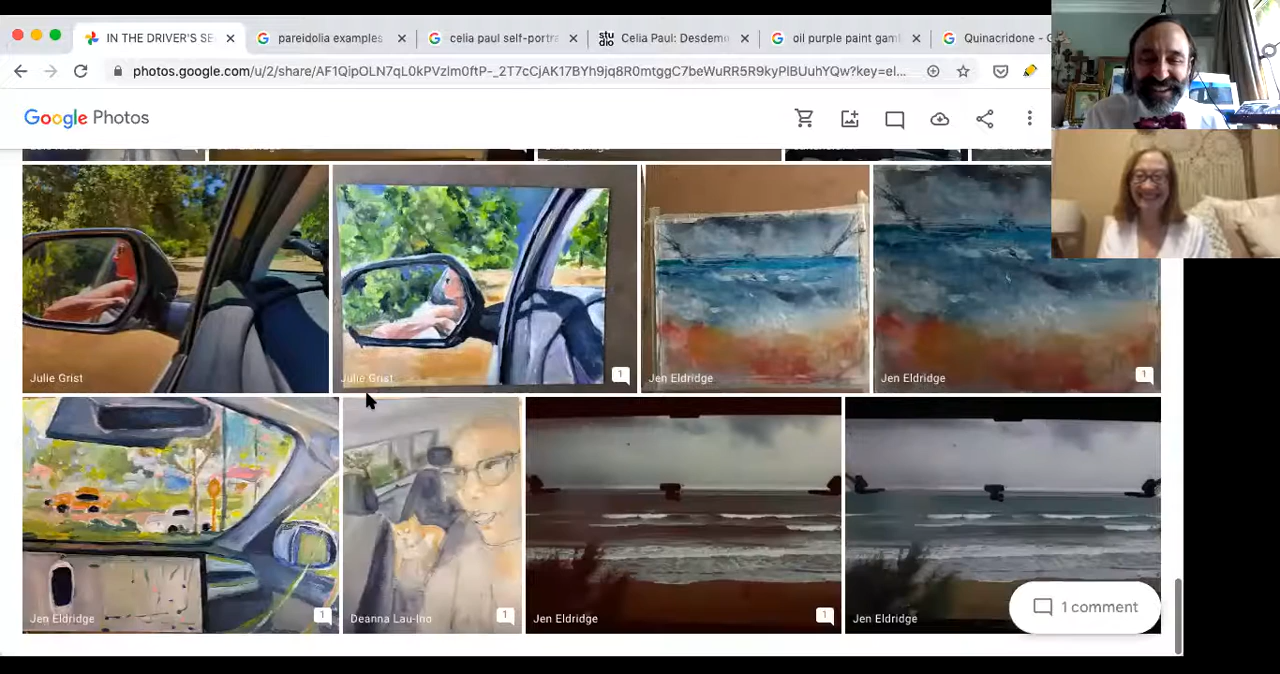 IN THE DRIVER'S SE
pareidolia examples
celia paul self-portr
studio
Celia Paul: Desdem
oil purple paint gam
Quinacridone - G
photos.google.com/u/2/share/AF1QipOLN7qL0kPVzlm0ftP-_2T7cCjAK17BYh9jq8R0mtggC7beWuRR5R9kyPlBUuhYQw?key=el...
Google Photos
Julie Grist
Julie Grist
1
Jen Eldridge
Jen Eldridge
1
Jen Eldridge
1
Deanna Lau-Ino
1
Jen Eldridge
1
Jen Eldridge
1 comment